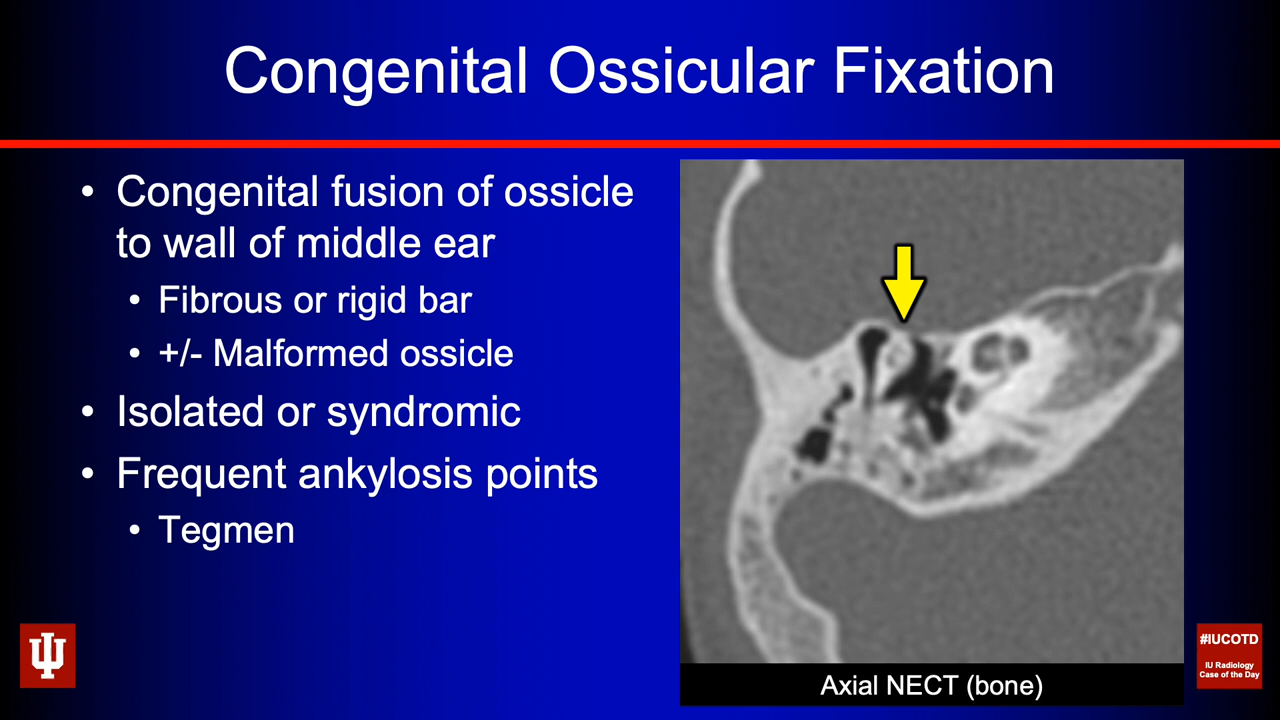 Congenital Ossicular Fixation
• Congenital fusion of ossicle
to wall of middle ear
• Fibrous or rigid bar
• +/- Malformed ossicle
• Isolated or syndromic
• Frequent ankylosis points
• Tegmen
Axial NECT (bone)
#IUCOTD
IU Radiology
Case of the Day